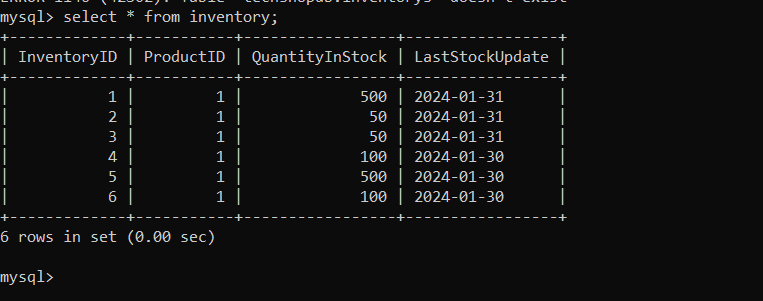 mysql> select * from inventory;
+-------------+-----------+-----------------+-----------------+
| InventoryID | ProductID | QuantityInStock | LastStockUpdate |
+-------------+-----------+-----------------+-----------------+
| 1 | 1 | 500 | 2024-01-31 |
| 2 | 1 | 50 | 2024-01-31 |
| 3 | 1 | 50 | 2024-01-31 |
| 4 | 1 | 100 | 2024-01-30 |
| 5 | 1 | 500 | 2024-01-30 |
| 6 | 1 | 100 | 2024-01-30 |
+-------------+-----------+-----------------+-----------------+
6 rows in set (0.00 sec)
mysql>